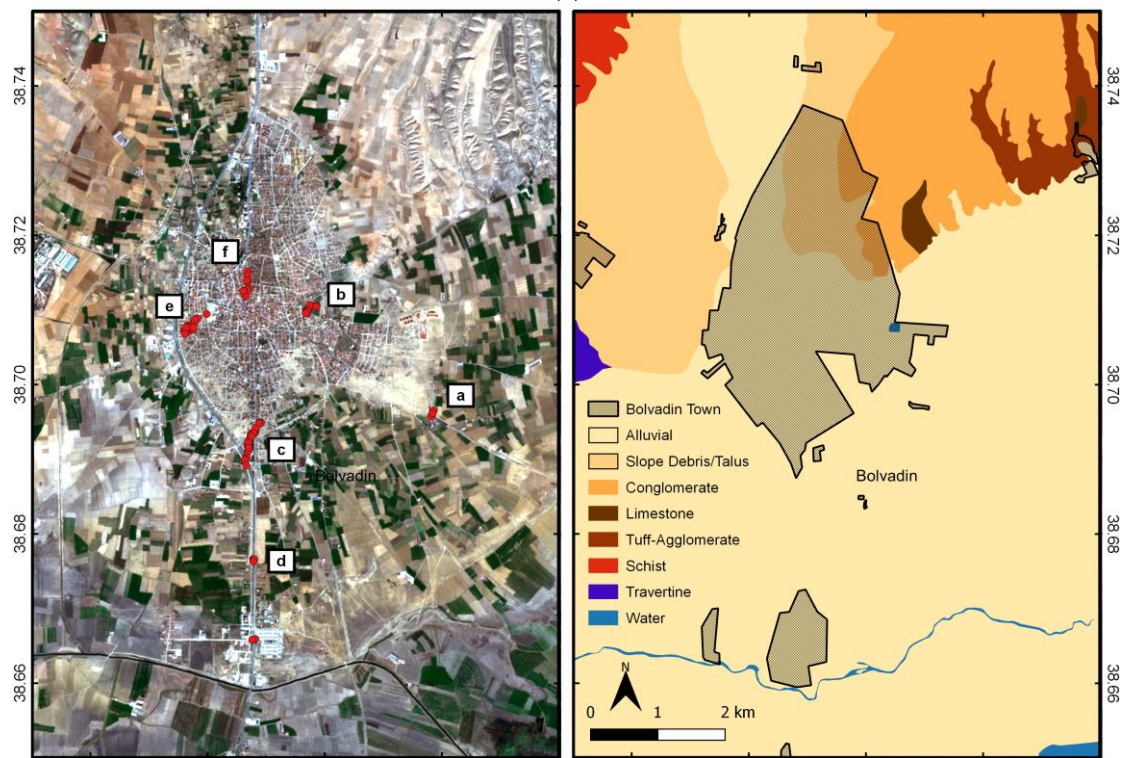 38.74
38.72
38.70
38.68
38.66
f
b
e
a
c
Bolvadin
d
Bolvadin Town
Alluvial
Slope Debris/Talus
Conglomerate
Limestone
Tuff-Agglomerate
Schist
Travertine
Water
Bolvadin
N
0 1 2 km
38.74
38.72
38.70
38.68
38.66